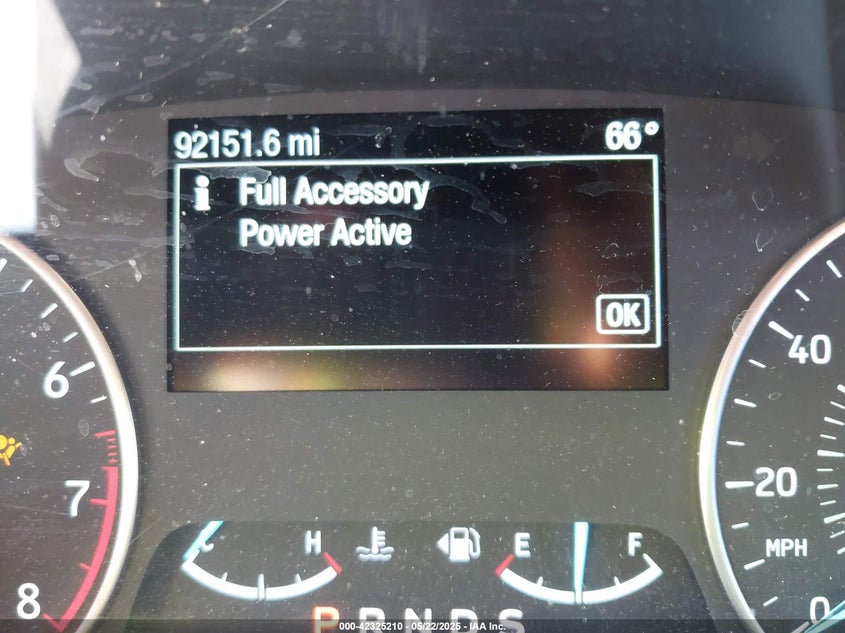 92151.6 mi 66°
i Full Accessory
Power Active
OK
6
7
8
40
20
MPH
0
C H E F
P R N D S
000-42325210 - 05/22/2025 - IAA Inc.